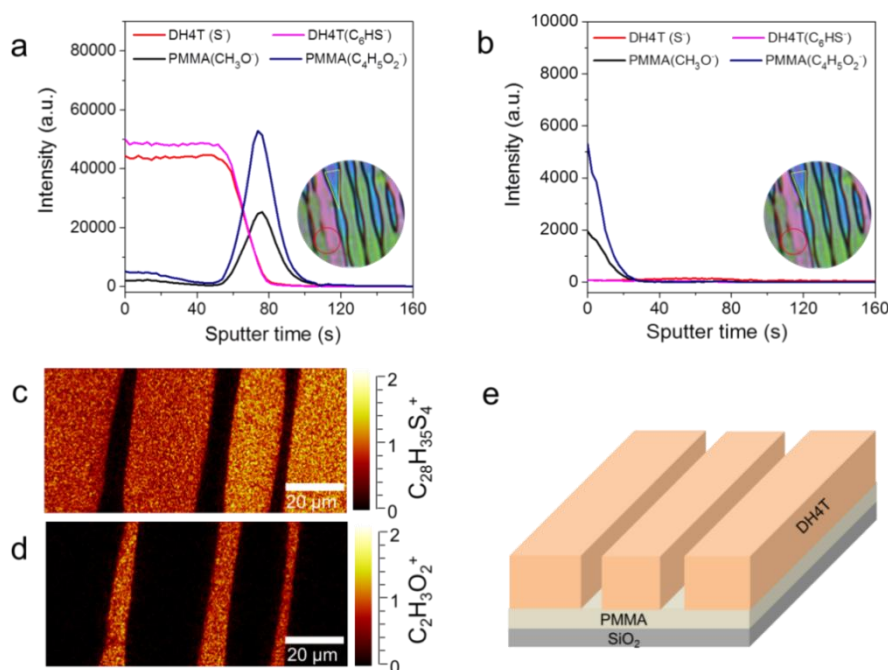 a
80000
60000
40000
20000
0
Intensity (a.u.)
DH4T (S⁻) DH4T(C₆HS⁻)
PMMA(CH₃O⁻) PMMA(C₄H₅O₂⁻)
0 40 80 120 160
Sputter time (s)
b
10000
8000
6000
4000
2000
0
Intensity (a.u.)
DH4T (S⁻) DH4T(C₆HS⁻)
PMMA(CH₃O⁻) PMMA(C₄H₅O₂⁻)
0 40 80 120 160
Sputter time (s)
c
20 µm
2
1
0
C₂₈H₃₅S₄⁺
d
20 µm
2
1
0
C₂H₃O₂⁺
e
DH4T
PMMA
SiO₂